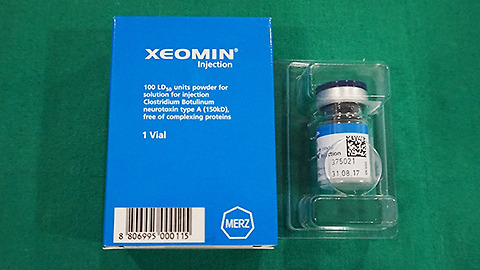 XEOMIN®
Injection
100 LD50 units powder for
solution for injection
Clostridium Botulinum
neurotoxin type A (150kD),
free of complexing proteins
1 Vial
8 806995 000115
MERZ
375021
31.08.17